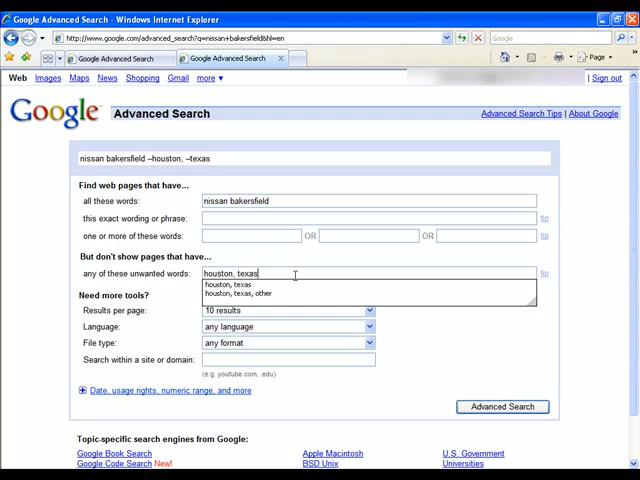 Google Advanced Search - Windows Internet Explorer
http://www.google.com/advanced_search?q=nissan+bakersfield&hl=en
Google
Google Advanced Search
Google Advanced Search
Page
Web Images Maps News Shopping Gmail more ▼ | Sign out
Google Advanced Search Advanced Search Tips | About Google
nissan bakersfield –houston, –texas
Find web pages that have...
all these words: nissan bakersfield
this exact wording or phrase: tip
one or more of these words: OR OR tip
But don't show pages that have...
any of these unwanted words: houston, texas tip
houston, texas
houston, texas, other
Need more tools?
Results per page: 10 results
Language: any language
File type: any format
Search within a site or domain:
(e.g. youtube.com, .edu)
Date, usage rights, numeric range, and more
Advanced Search
Topic-specific search engines from Google:
Google Book Search Apple Macintosh U.S. Government
Google Code Search New! BSD Unix Universities